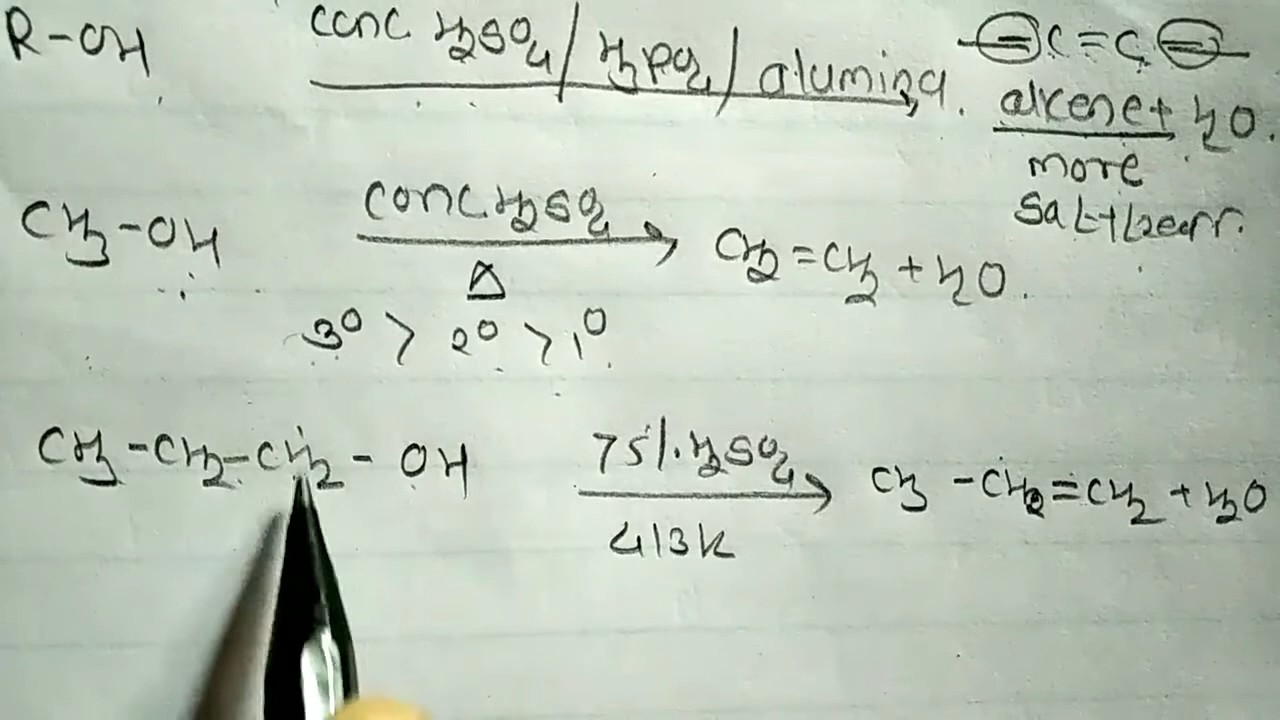 R-OH conc H2SO4/H3PO4/alumina. C=C
alkene + H2O.
more
CH3-OH conc. H2SO4 CH2=CH2 + H2O.
Δ
3° > 2° > 1°
CH3-CH2-CH2-OH 75%.H2SO4 CH3-CH=CH2 + H2O
413K